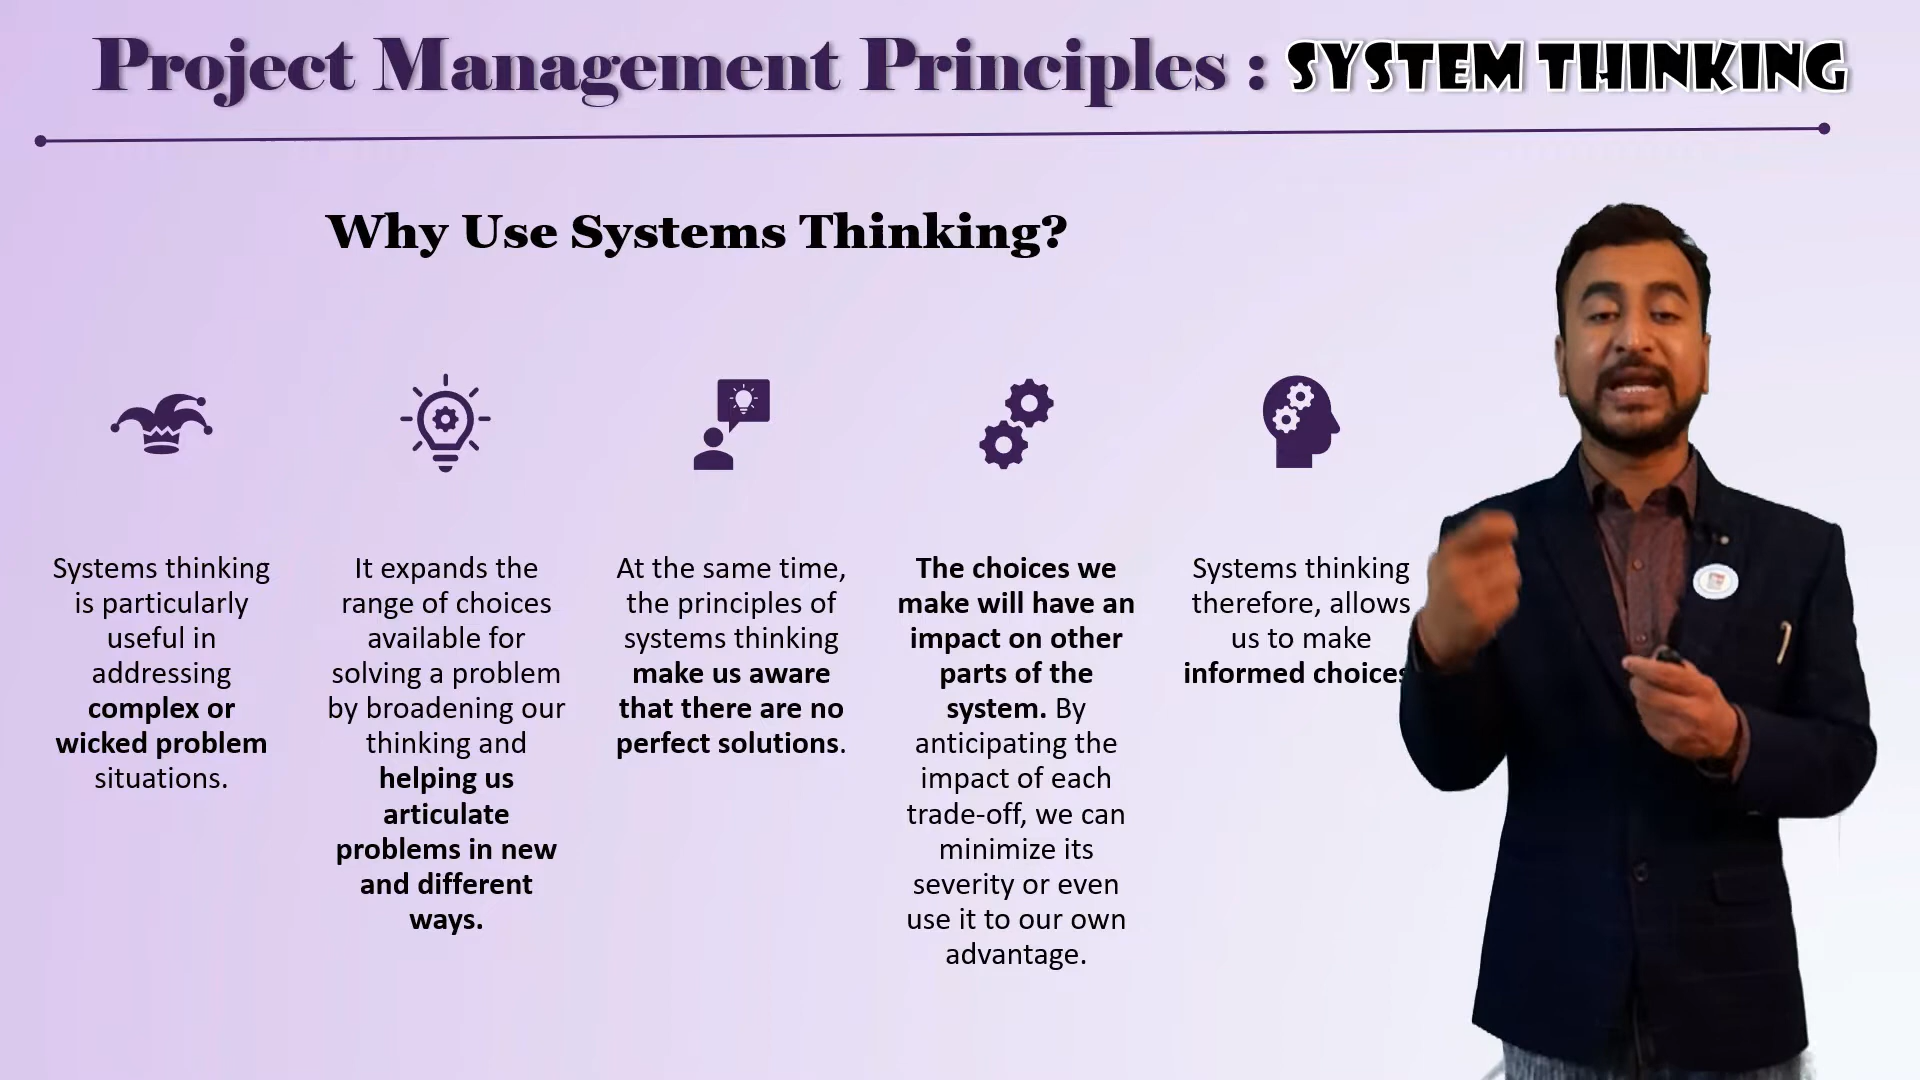 Project Management Principles : SYSTEM THINKING
Why Use Systems Thinking?
Systems thinking
is particularly
useful in
addressing
complex or
wicked problem
situations.
It expands the
range of choices
available for
solving a problem
by broadening our
thinking and
helping us
articulate
problems in new
and different
ways.
At the same time,
the principles of
systems thinking
make us aware
that there are no
perfect solutions.
The choices we
make will have an
impact on other
parts of the
system. By
anticipating the
impact of each
trade-off, we can
minimize its
severity or even
use it to our own
advantage.
Systems thinking
therefore, allows
us to make
informed choices